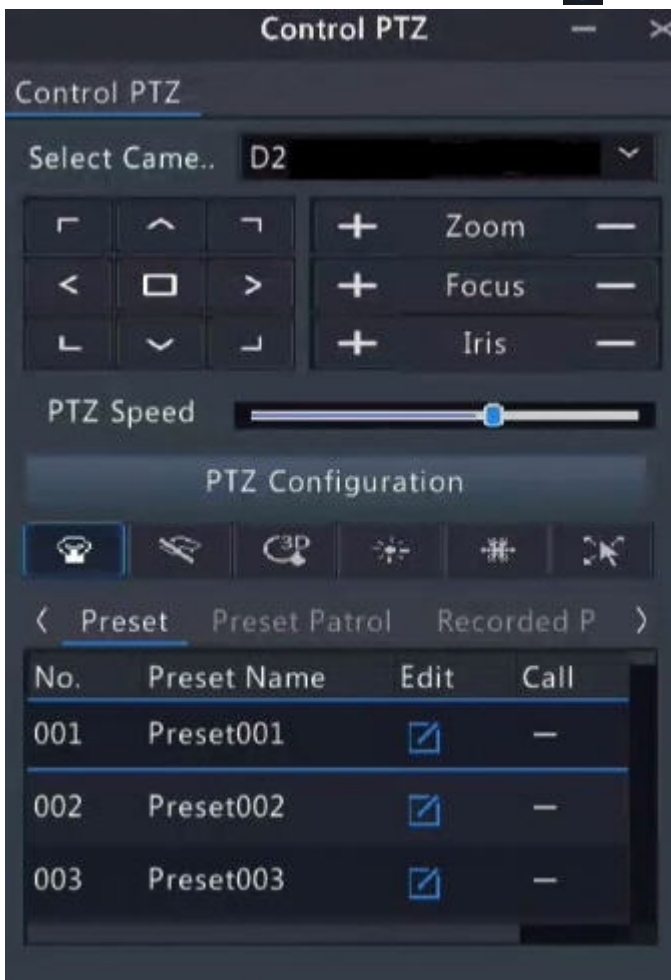 Control PTZ
Control PTZ
Select Came.. D2
Zoom
Focus
Iris
PTZ Speed
PTZ Configuration
3D
Preset Preset Patrol Recorded P
No. Preset Name Edit Call
001 Preset001
002 Preset002
003 Preset003